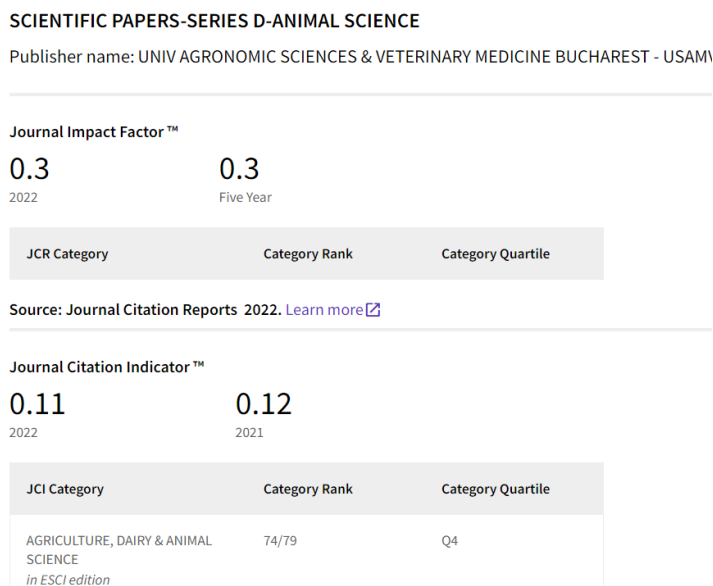 SCIENTIFIC PAPERS-SERIES D-ANIMAL SCIENCE
Publisher name: UNIV AGRONOMIC SCIENCES & VETERINARY MEDICINE BUCHAREST - USAMV
Journal Impact Factor ™
0.3 0.3
2022 Five Year
JCR Category Category Rank Category Quartile
Source: Journal Citation Reports 2022. Learn more
Journal Citation Indicator ™
0.11 0.12
2022 2021
JCI Category Category Rank Category Quartile
AGRICULTURE, DAIRY & ANIMAL 74/79 Q4
SCIENCE
in ESCI edition